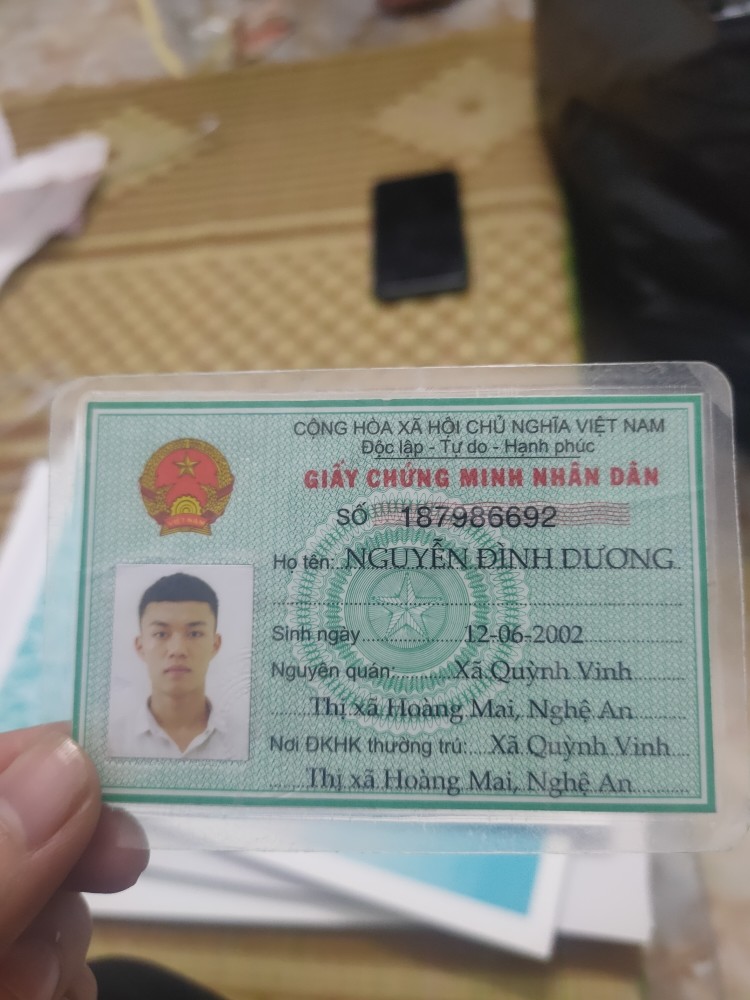 CỘNG HÒA XÃ HỘI CHỦ NGHĨA VIỆT NAM
Độc lập - Tự do - Hạnh phúc
GIẤY CHỨNG MINH NHÂN DÂN
SỐ 187986692
VIỆT NAM
Họ tên: NGUYỄN ĐÌNH DƯƠNG
Sinh ngày 12-06-2002
Nguyên quán: Xã Quỳnh Vinh
Thị xã Hoàng Mai, Nghệ An
Nơi ĐKHK thường trú: Xã Quỳnh Vinh
Thị xã Hoàng Mai, Nghệ An